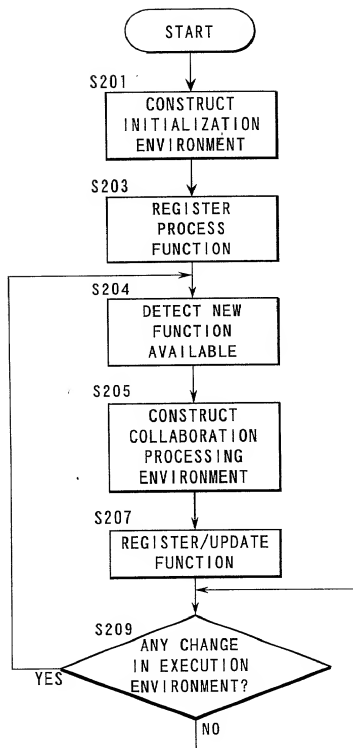 START
S201
CONSTRUCT
INITIALIZATION
ENVIRONMENT
S203
REGISTER
PROCESS
FUNCTION
S204
DETECT NEW
FUNCTION
AVAILABLE
S205
CONSTRUCT
COLLABORATION
PROCESSING
ENVIRONMENT
S207
REGISTER/UPDATE
FUNCTION
S209
ANY CHANGE
IN EXECUTION
ENVIRONMENT?
YES
NO